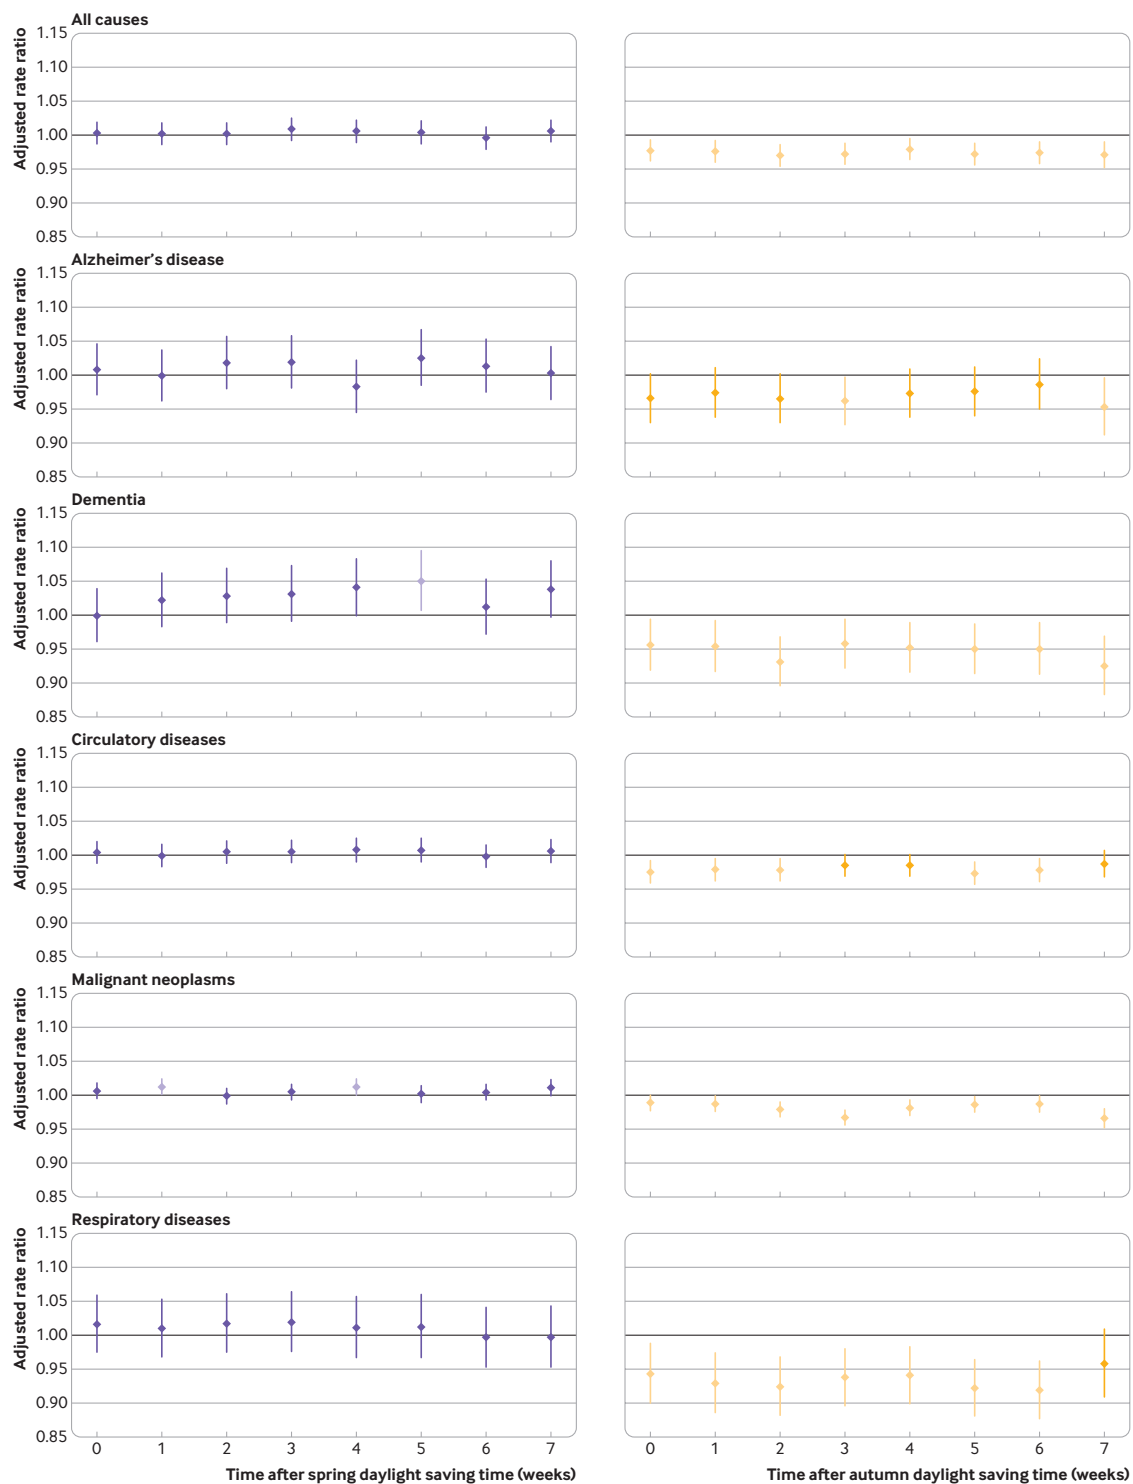 All causes
Adjusted rate ratio
1.15
1.10
1.05
1.00
0.95
0.90
0.85
Alzheimer's disease
Adjusted rate ratio
1.15
1.10
1.05
1.00
0.95
0.90
0.85
Dementia
Adjusted rate ratio
1.15
1.10
1.05
1.00
0.95
0.90
0.85
Circulatory diseases
Adjusted rate ratio
1.15
1.10
1.05
1.00
0.95
0.90
0.85
Malignant neoplasms
Adjusted rate ratio
1.15
1.10
1.05
1.00
0.95
0.90
0.85
Respiratory diseases
Adjusted rate ratio
1.15
1.10
1.05
1.00
0.95
0.90
0.85
0 1 2 3 4 5 6 7
Time after spring daylight saving time (weeks)
0 1 2 3 4 5 6 7
Time after autumn daylight saving time (weeks)